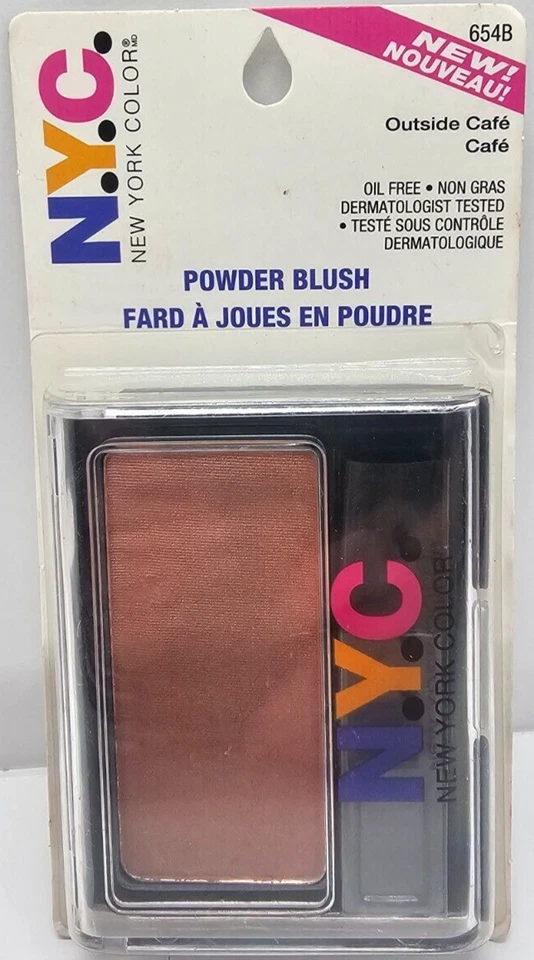 N.Y.C.
NEW YORK COLOR®MD
654B
NEW!
NOUVEAU!
Outside Café
Café
OIL FREE • NON GRAS
DERMATOLOGIST TESTED
• TESTÉ SOUS CONTRÔLE
DERMATOLOGIQUE
POWDER BLUSH
FARD À JOUES EN POUDRE
N.Y.C.
NEW YORK COLOR